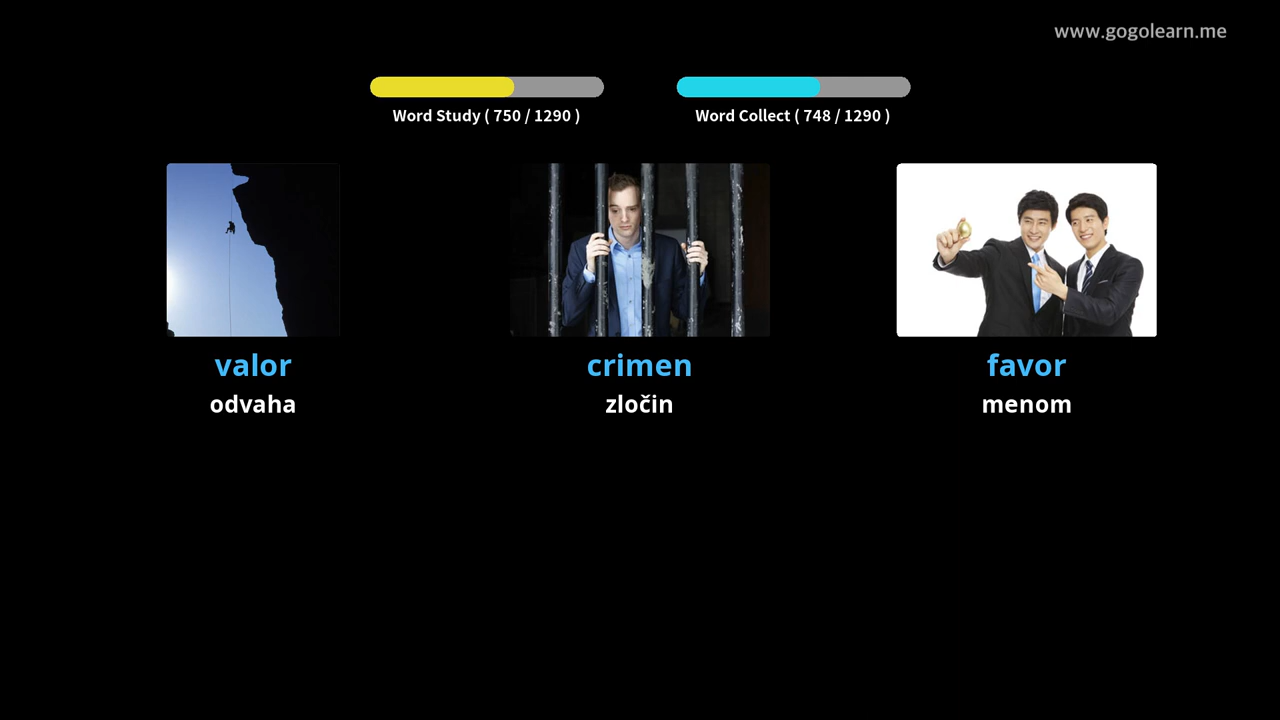 www.gogolearn.me
Word Study ( 750 / 1290 )
Word Collect ( 748 / 1290 )
valor
odvaha
crimen
zločin
favor
menom